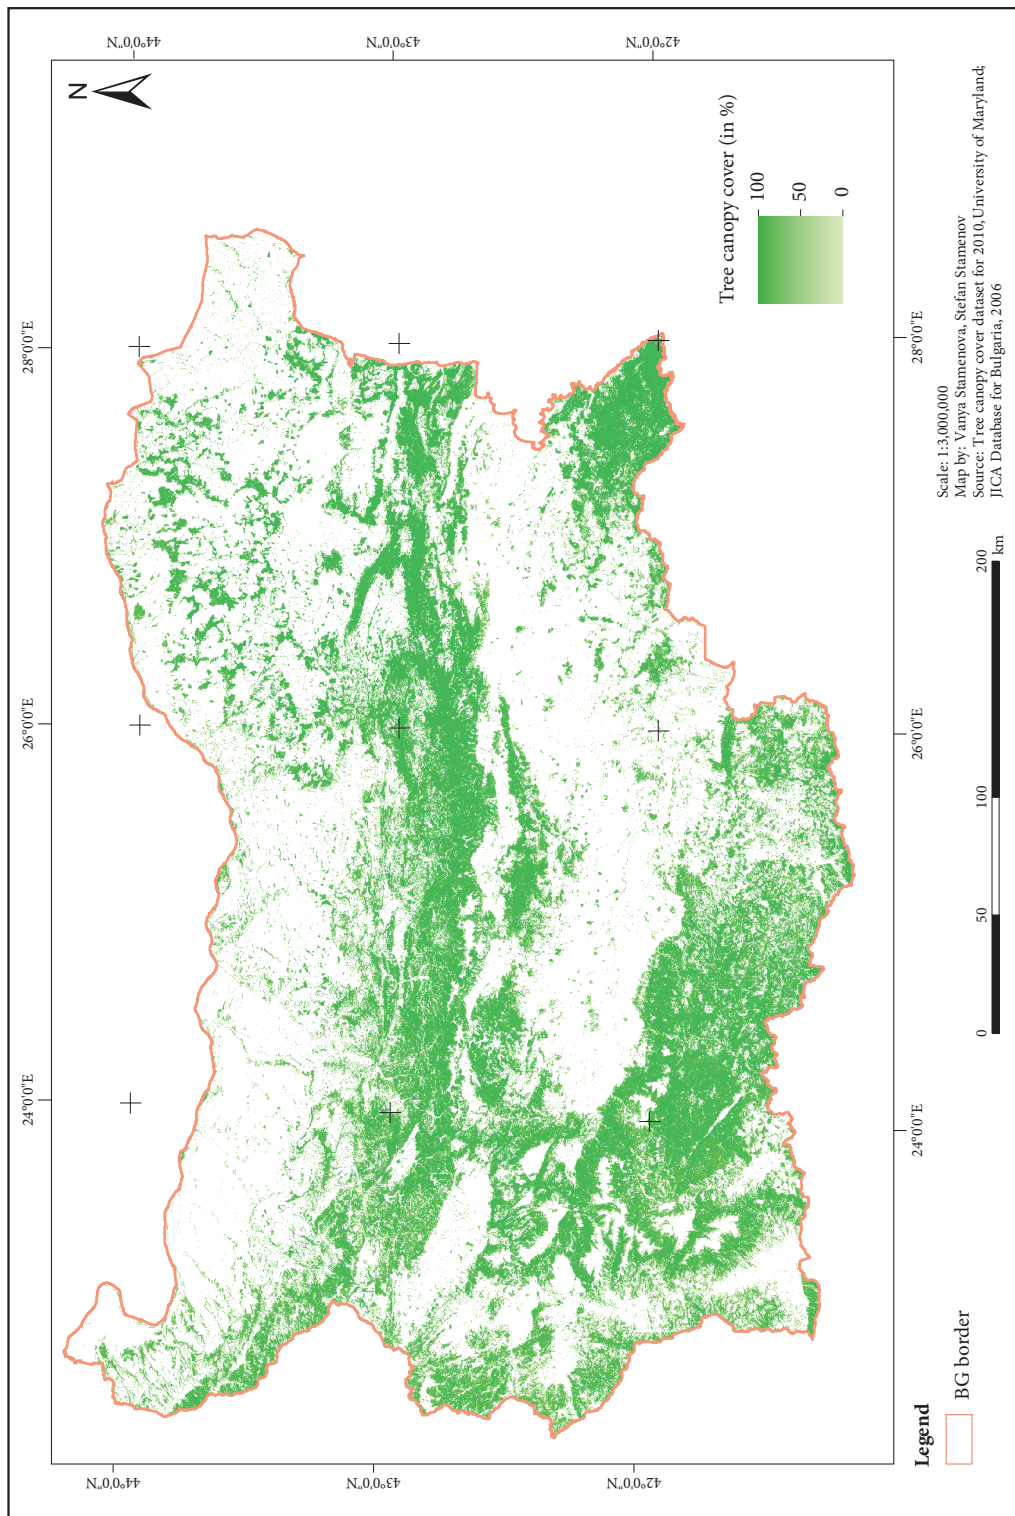 44°0'0"N
43°0'0"N
42°0'0"N
N
28°0'0"E
26°0'0"E
24°0'0"E
Tree canopy cover (in %)
100
50
0
28°0'0"E
26°0'0"E
24°0'0"E
44°0'0"N
43°0'0"N
42°0'0"N
Legend
BG border
0
50
100
200
km
Scale: 1:3,000,000
Map by: Vanya Stamenova, Stefan Stamenov
Source: Tree canopy cover dataset for 2010, University of Maryland;
JICA Database for Bulgaria, 2006